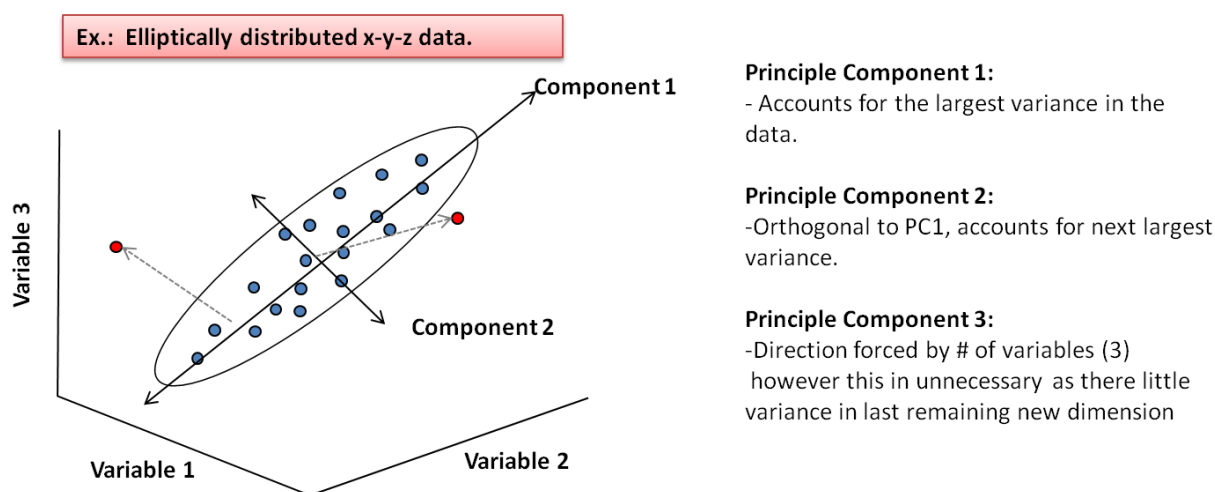 Ex.: Elliptically distributed x-y-z data.
Component 1
Variable 3
Component 2
Variable 1
Variable 2
Principle Component 1:
- Accounts for the largest variance in the
data.
Principle Component 2:
-Orthogonal to PC1, accounts for next largest
variance.
Principle Component 3:
-Direction forced by # of variables (3)
however this in unnecessary as there little
variance in last remaining new dimension